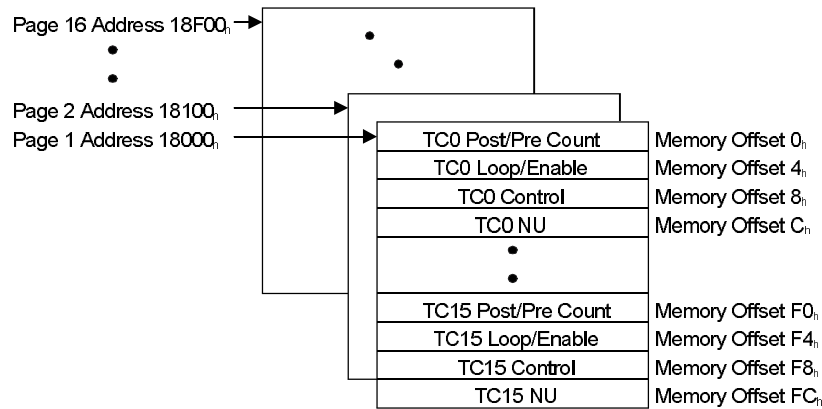 Page 16 Address 18F00h
Page 2 Address 18100h
Page 1 Address 18000h
TC0 Post/Pre Count Memory Offset 0h
TC0 Loop/Enable Memory Offset 4h
TC0 Control Memory Offset 8h
TC0 NU Memory Offset Ch
TC15 Post/Pre Count Memory Offset F0h
TC15 Loop/Enable Memory Offset F4h
TC15 Control Memory Offset F8h
TC15 NU Memory Offset FCh